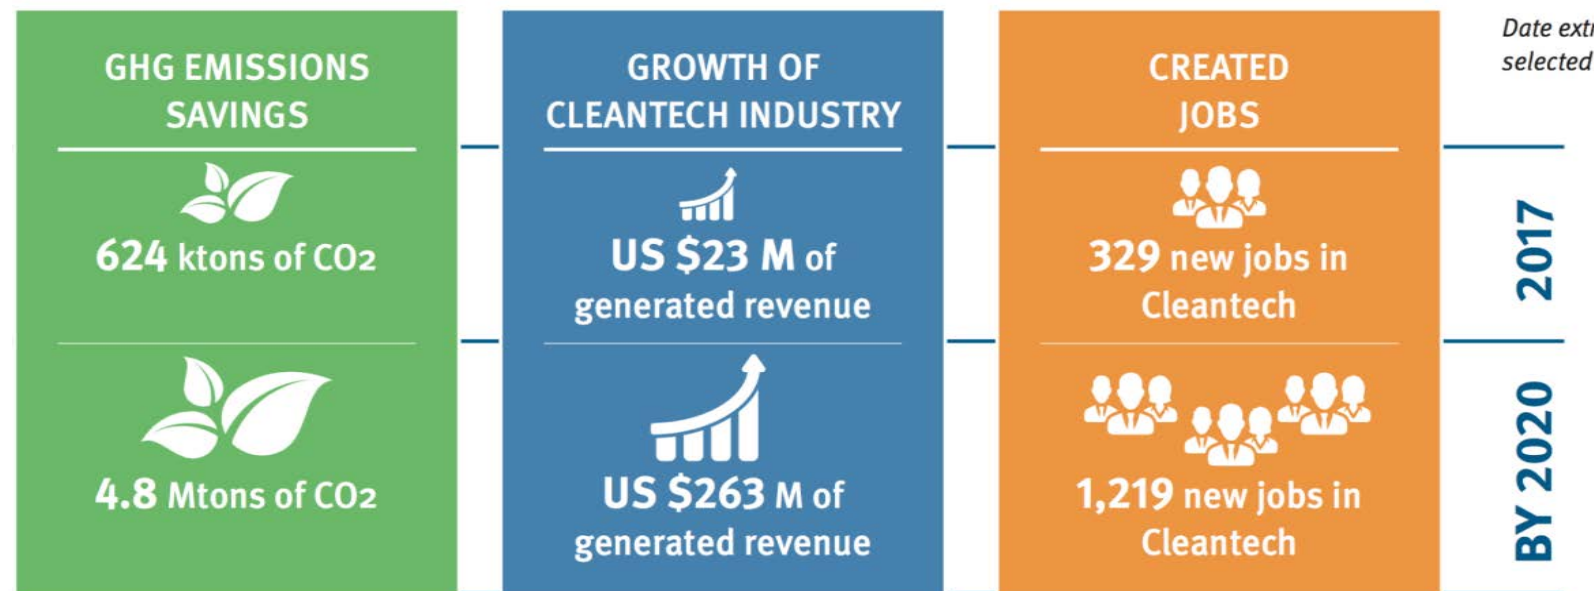 GHG EMISSIONS
SAVINGS
624 ktons of CO2
4.8 Mtons of CO2
GROWTH OF
CLEANTECH INDUSTRY
US $23 M of
generated revenue
US $263 M of
generated revenue
CREATED
JOBS
329 new jobs in
Cleantech
1,219 new jobs in
Cleantech
Date
selected
2017
BY 2020